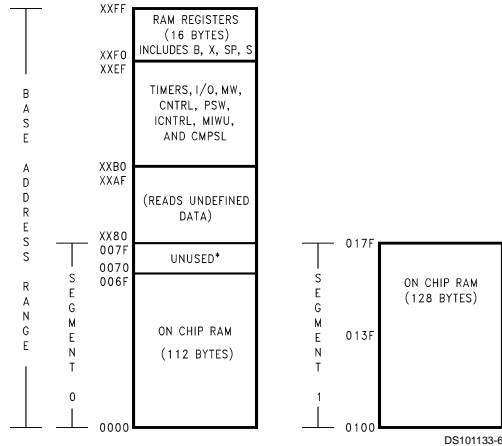 XXFF
RAM REGISTERS
(16 BYTES)
INCLUDES B, X, SP, S
XXF0
XXEF
TIMERS, I/O, MW,
CNTRL, PSW,
ICNTRL, MIWU,
AND CMPSL
XXB0
XXAF
(READS UNDEFINED
DATA)
XX80
007F
UNUSED*
0070
006F
ON CHIP RAM
(112 BYTES)
0000
BASE ADDRESS RANGE
SEGMENT 0
SEGMENT 1
017F
ON CHIP RAM
(128 BYTES)
013F
0100
DS101133-6